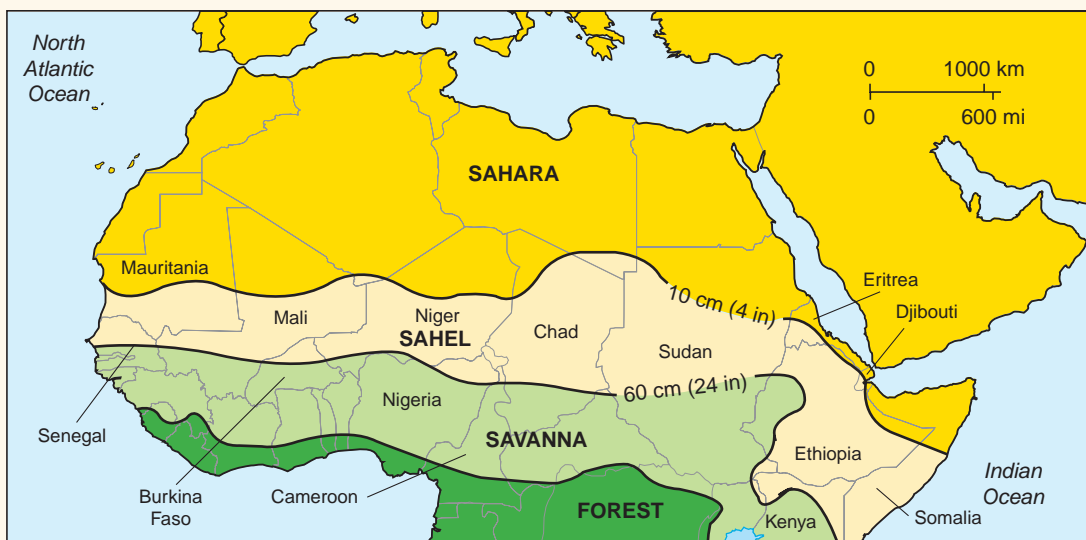 North
Atlantic
Ocean
0 1000 km
0 600 mi
SAHARA
Mauritania
Eritrea
10 cm (4 in)
Djibouti
Mali
Niger
Chad
SAHEL
Sudan
60 cm (24 in)
Nigeria
Senegal
SAVANNA
Ethiopia
Burkina
Faso
Cameroon
Indian
Ocean
FOREST
Kenya
Somalia